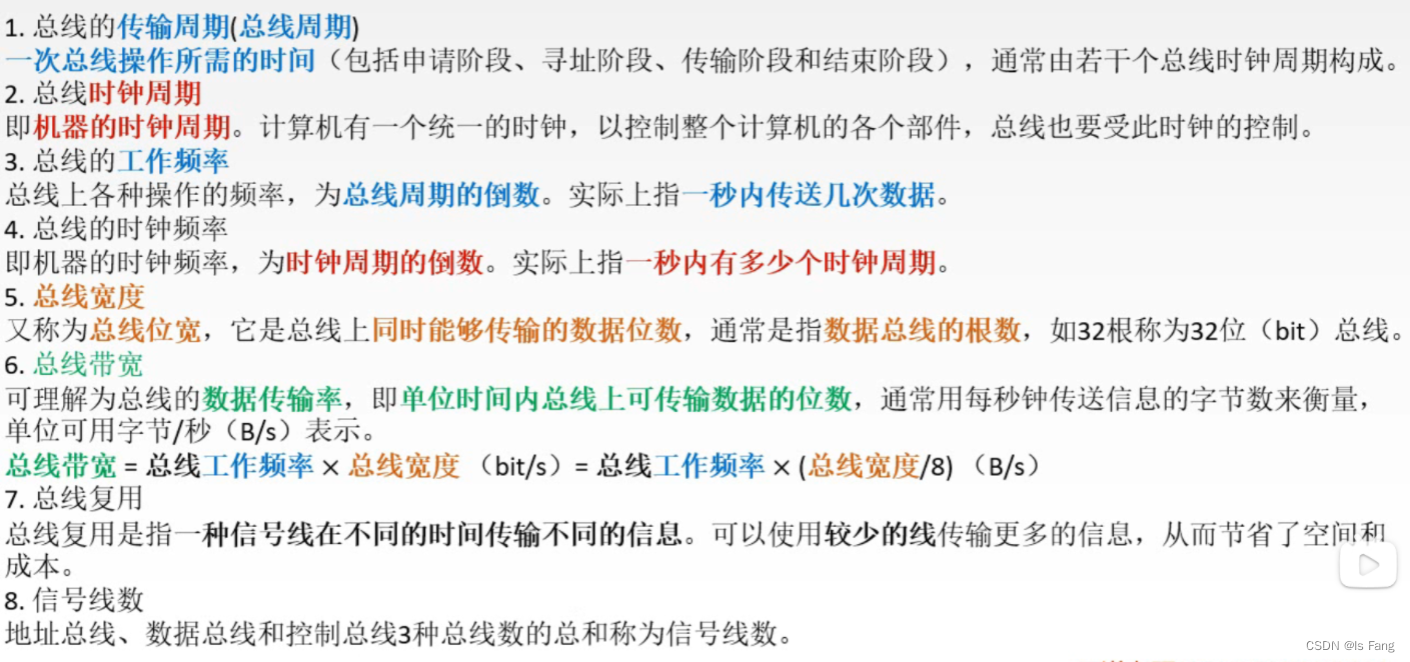 1. 总线的传输周期(总线周期)
一次总线操作所需的时间（包括申请阶段、寻址阶段、传输阶段和结束阶段），通常由若干个总线时钟周期构成。
2. 总线时钟周期
即机器的时钟周期。计算机有一个统一的时钟，以控制整个计算机的各个部件，总线也要受此时钟的控制。
3. 总线的工作频率
总线上各种操作的频率，为总线周期的倒数。实际上指一秒内传送几次数据。
4. 总线的时钟频率
即机器的时钟频率，为时钟周期的倒数。实际上指一秒内有多少个时钟周期。
5. 总线宽度
又称为总线位宽，它是总线上同时能够传输的数据位数，通常是指数据总线的根数，如32根称为32位（bit）总线。
6. 总线带宽
可理解为总线的数据传输率，即单位时间内总线上可传输数据的位数，通常用每秒钟传送信息的字节数来衡量，
单位可用字节/秒（B/s）表示。
总线带宽 = 总线工作频率 × 总线宽度 （bit/s）= 总线工作频率 × (总线宽度/8) （B/s）
7. 总线复用
总线复用是指一种信号线在不同的时间传输不同的信息。可以使用较少的线传输更多的信息，从而节省了空间和
成本。
8. 信号线数
地址总线、数据总线和控制总线3种总线数的总和称为信号线数。
CSDN @ls Fang